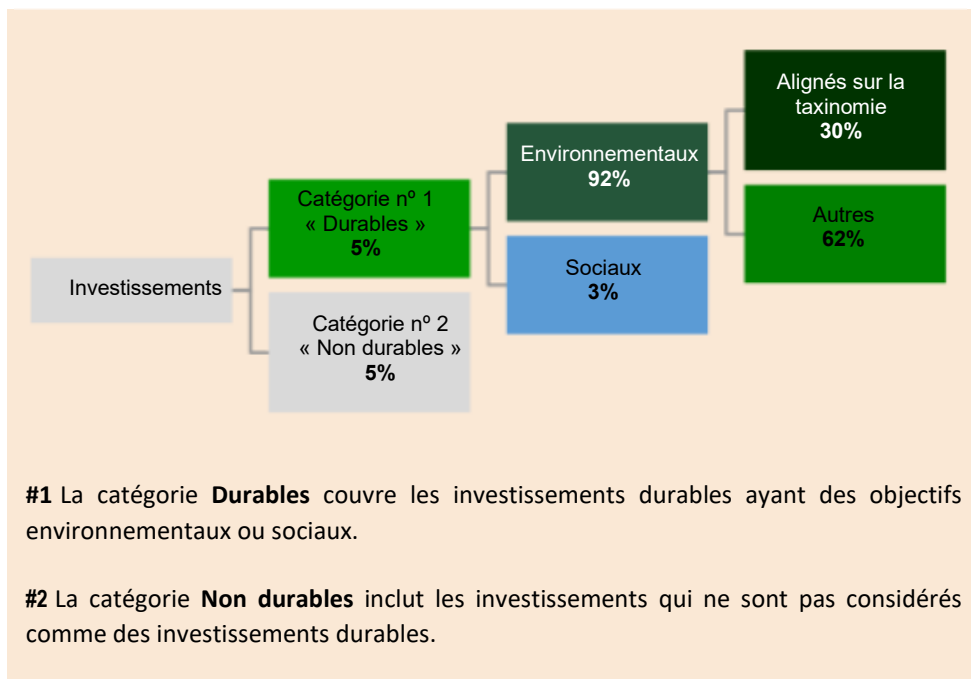 Investissements
Catégorie nº 1
« Durables »
5%
Catégorie nº 2
« Non durables »
5%
Environnementaux
92%
Sociaux
3%
Alignés sur la
taxinomie
30%
Autres
62%
#1 La catégorie Durables couvre les investissements durables ayant des objectifs
environnementaux ou sociaux.
#2 La catégorie Non durables inclut les investissements qui ne sont pas considérés
comme des investissements durables.